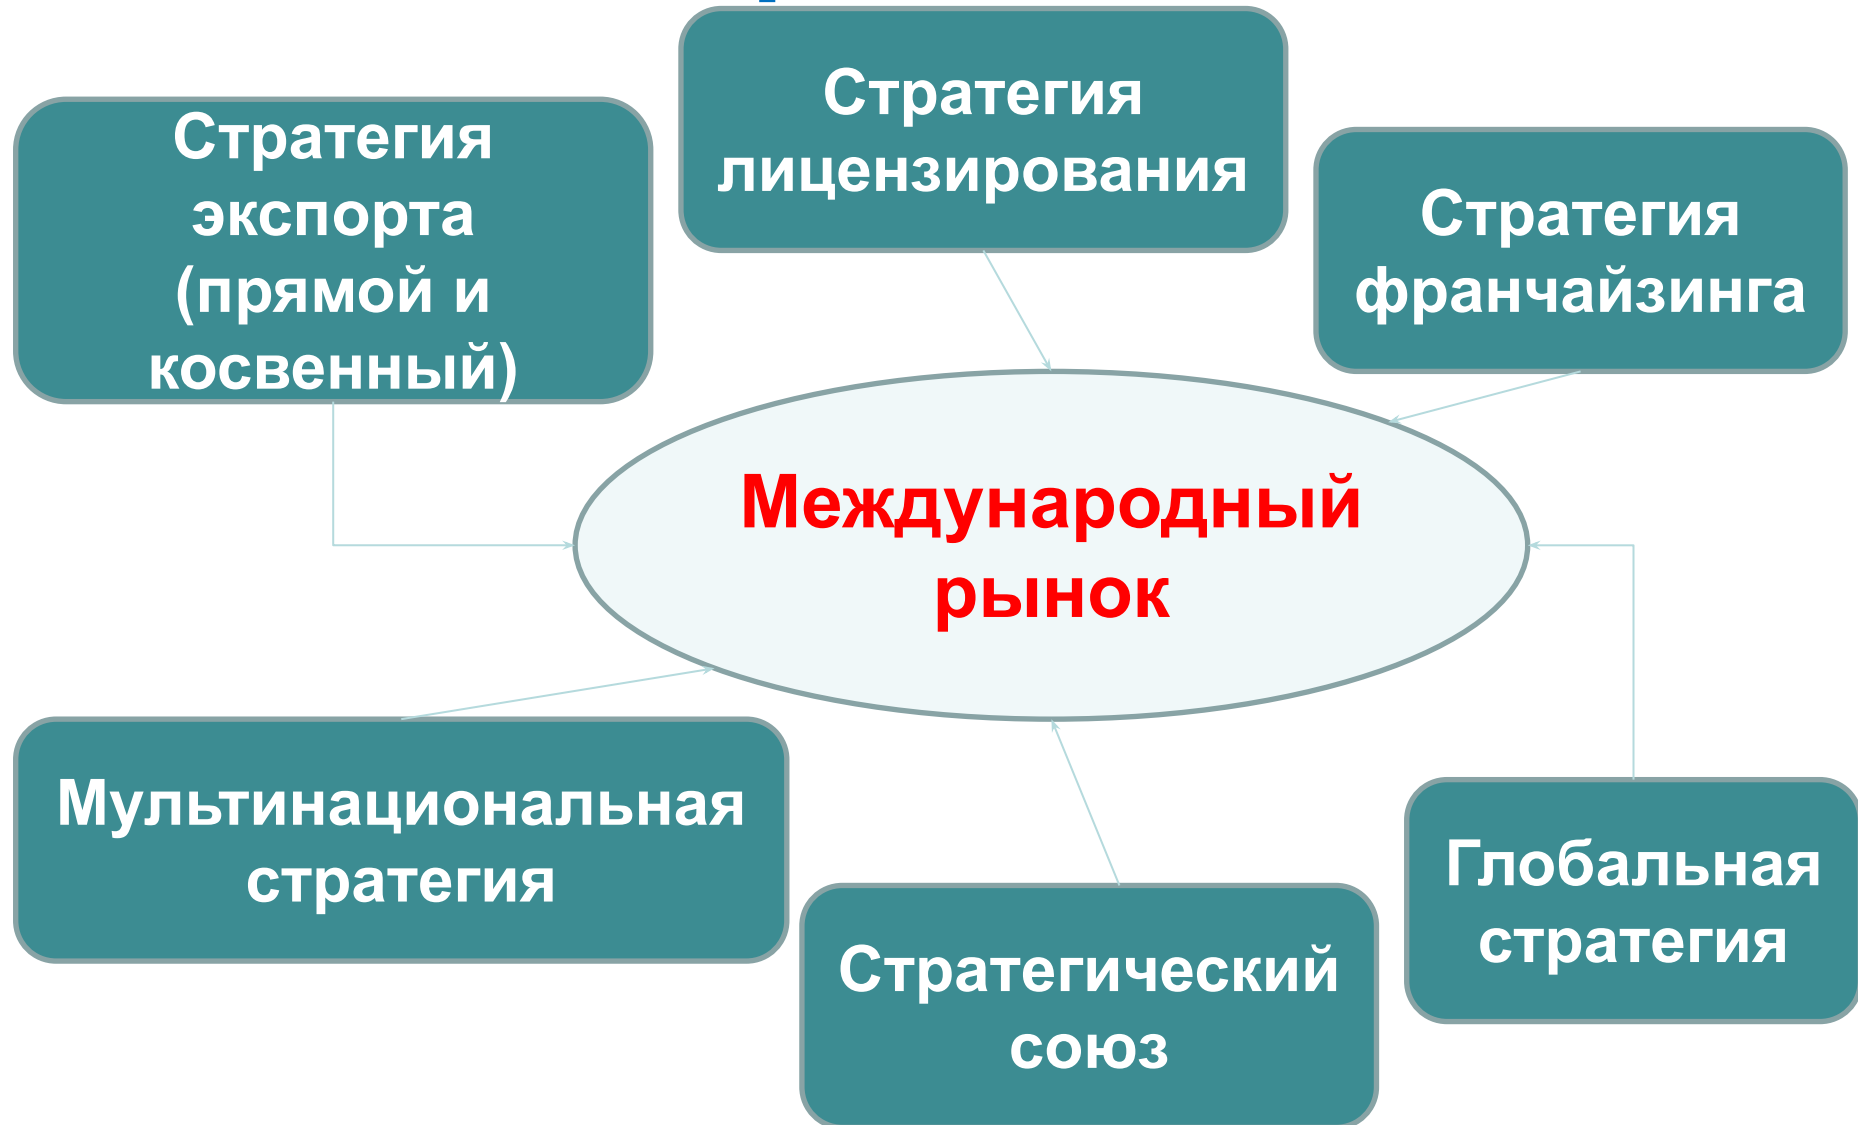 Стратегия
лицензирования
Стратегия
экспорта
(прямой и
косвенный)
Стратегия
франчайзинга
Международный
рынок
Мультинациональная
стратегия
Стратегический
союз
Глобальная
стратегия